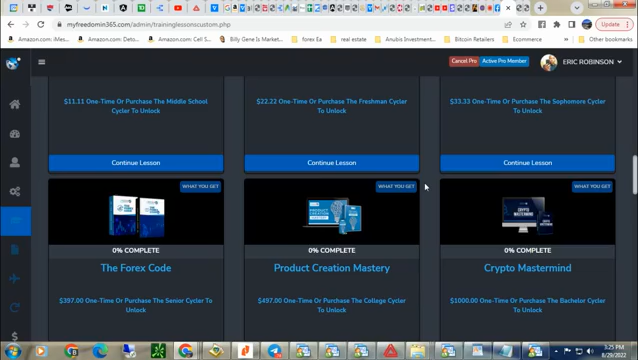 myfreedomin365.com/admin/traininglessonscustom.php
Update
Amazon.com: iMes...
Amazon.com: Deto...
Amazon.com: Cell S...
Billy Gene Is Marke...
forex Ea
real estate
Anubis Investment...
Bitcoin Retailers
Ecommerce
Other bookmarks
Cancel Pro
Active Pro Member
ERIC ROBINSON
$11.11 One-Time Or Purchase The Middle School
Cycler To Unlock
$22.22 One-Time Or Purchase The Freshman Cycler
To Unlock
$33.33 One-Time Or Purchase The Sophomore Cycler
To Unlock
Continue Lesson
Continue Lesson
Continue Lesson
WHAT YOU GET
WHAT YOU GET
WHAT YOU GET
0% COMPLETE
0% COMPLETE
0% COMPLETE
The Forex Code
Product Creation Mastery
Crypto Mastermind
$397.00 One-Time Or Purchase The Senior Cycler To
Unlock
$497.00 One-Time Or Purchase The Collage Cycler
To Unlock
$1000.00 One-Time Or Purchase The Bachelor Cycler
To Unlock
3:25 PM
8/29/2022